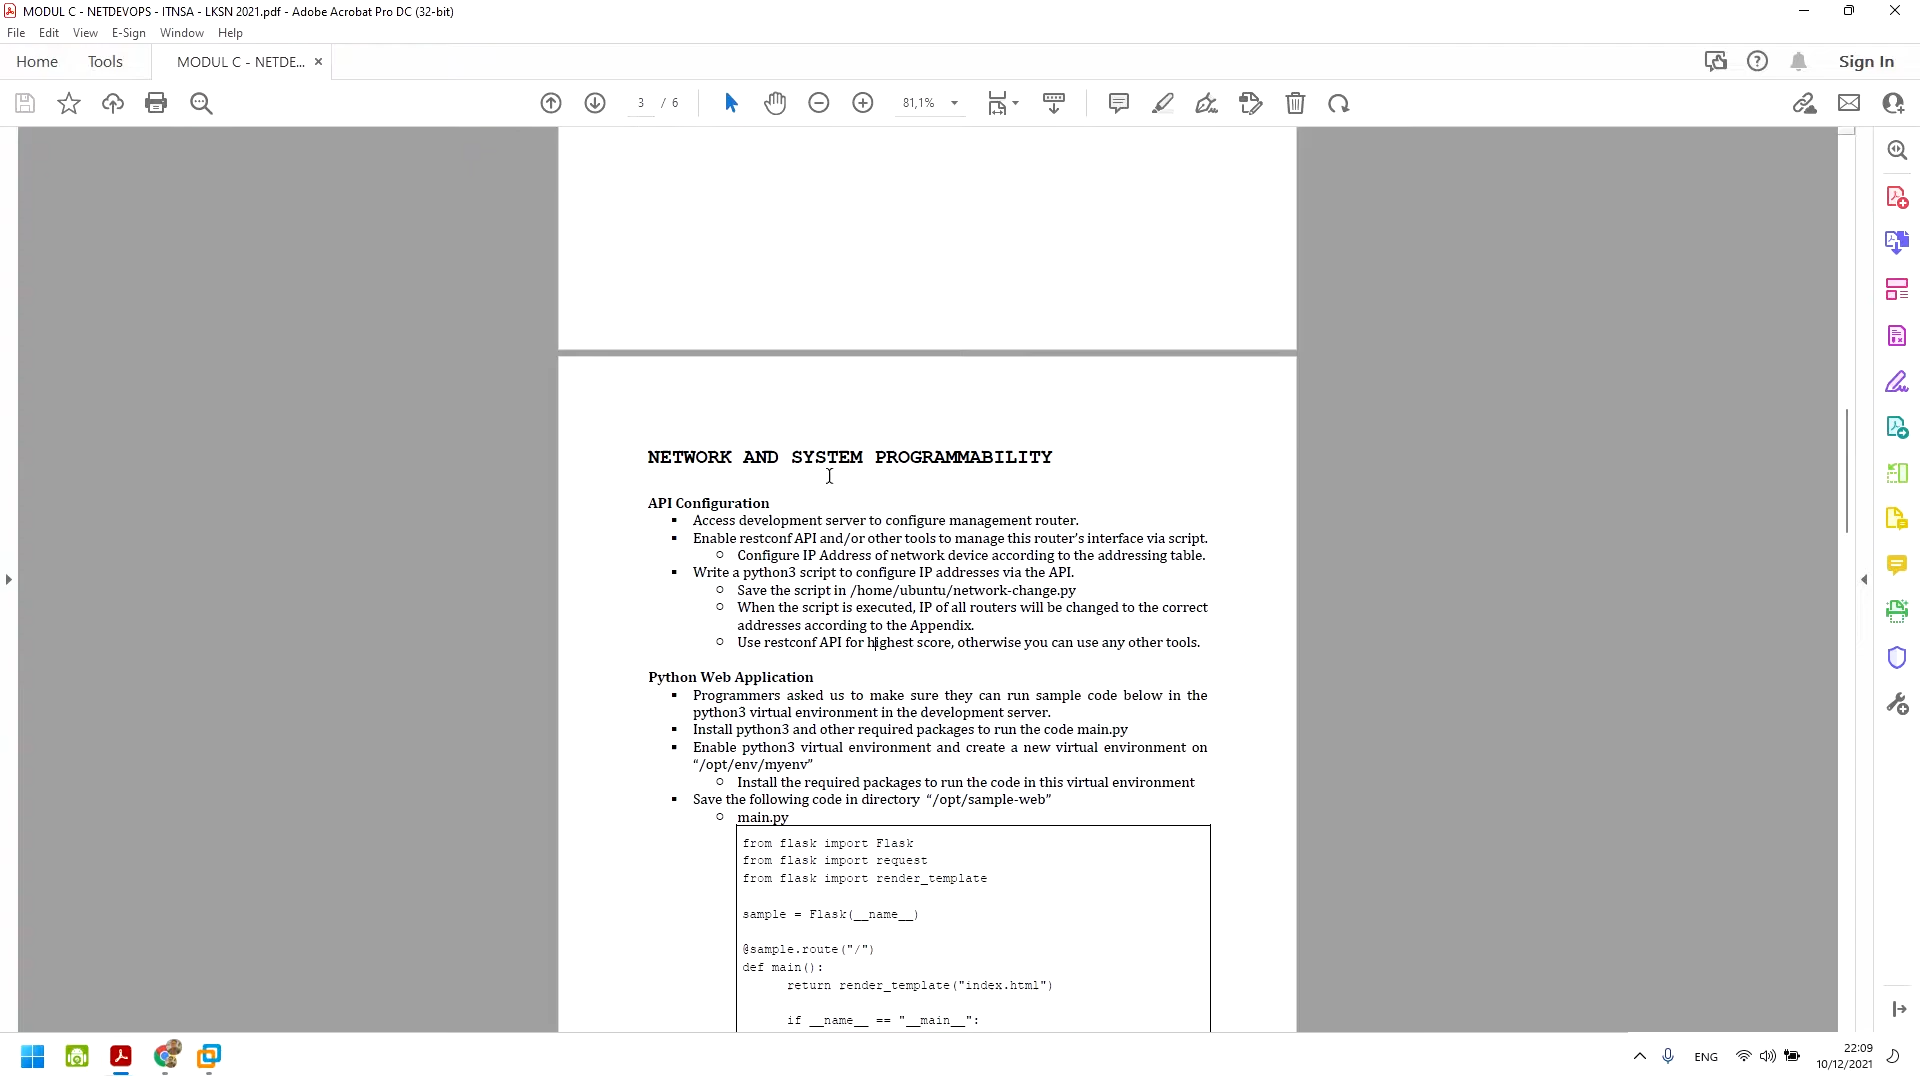 MODUL C - NETDEVOPS - ITNSA - LKSN 2021.pdf - Adobe Acrobat Pro DC (32-bit)
File Edit View E-Sign Window Help
Home Tools MODUL C - NETDE... × Sign In
3 / 6 81,1%
NETWORK AND SYSTEM PROGRAMMABILITY
API Configuration
▪ Access development server to configure management router.
▪ Enable restconf API and/or other tools to manage this router's interface via script.
o Configure IP Address of network device according to the addressing table.
▪ Write a python3 script to configure IP addresses via the API.
o Save the script in /home/ubuntu/network-change.py
o When the script is executed, IP of all routers will be changed to the correct
addresses according to the Appendix.
o Use restconf API for highest score, otherwise you can use any other tools.
Python Web Application
▪ Programmers asked us to make sure they can run sample code below in the
python3 virtual environment in the development server.
▪ Install python3 and other required packages to run the code main.py
▪ Enable python3 virtual environment and create a new virtual environment on
“/opt/env/myenv”
o Install the required packages to run the code in this virtual environment
▪ Save the following code in directory “/opt/sample-web”
o main.py
from flask import Flask
from flask import request
from flask import render_template
sample = Flask(__name__)
@sample.route("/")
def main():
return render_template("index.html")
if __name__ == "__main__":
ENG
22:09
10/12/2021